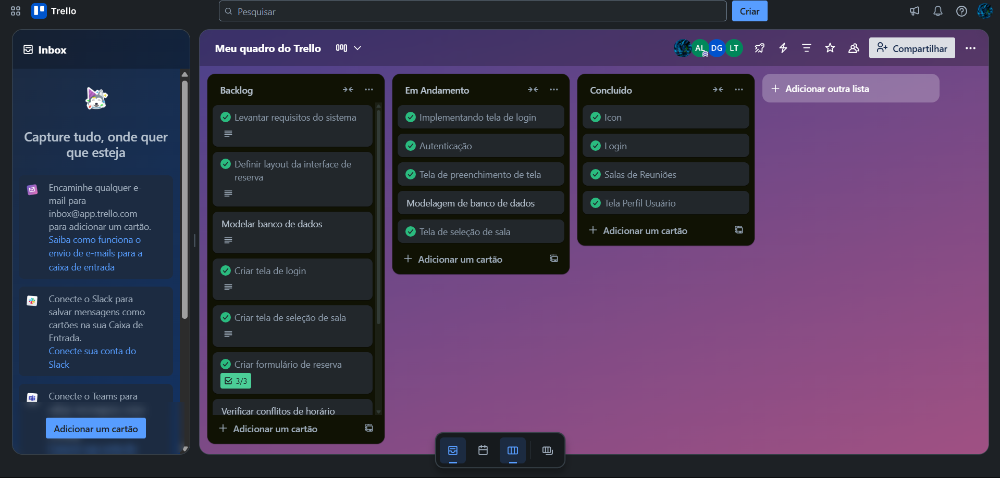 Trello
Pesquisar
Criar
Inbox
Capture tudo, onde quer
que esteja
Encaminhe qualquer e-
mail para
inbox@app.trello.com
para adicionar um cartão.
Saiba como funciona o
envio de e-mails para a
caixa de entrada
Conecte o Slack para
salvar mensagens como
cartões na sua Caixa de
Entrada.
Conecte sua conta do
Slack
Conecte o Teams para
Adicionar um cartão
Meu quadro do Trello
AL
DG
LT
Compartilhar
Backlog
Levantar requisitos do sistema
Definir layout da interface de
reserva
Modelar banco de dados
Criar tela de login
Criar tela de seleção de sala
Criar formulário de reserva
3/3
Verificar conflitos de horário
Adicionar um cartão
Em Andamento
Implementando tela de login
Autenticação
Tela de preenchimento de tela
Modelagem de banco de dados
Tela de seleção de sala
Adicionar um cartão
Concluído
Icon
Login
Salas de Reuniões
Tela Perfil Usuário
Adicionar um cartão
Adicionar outra lista